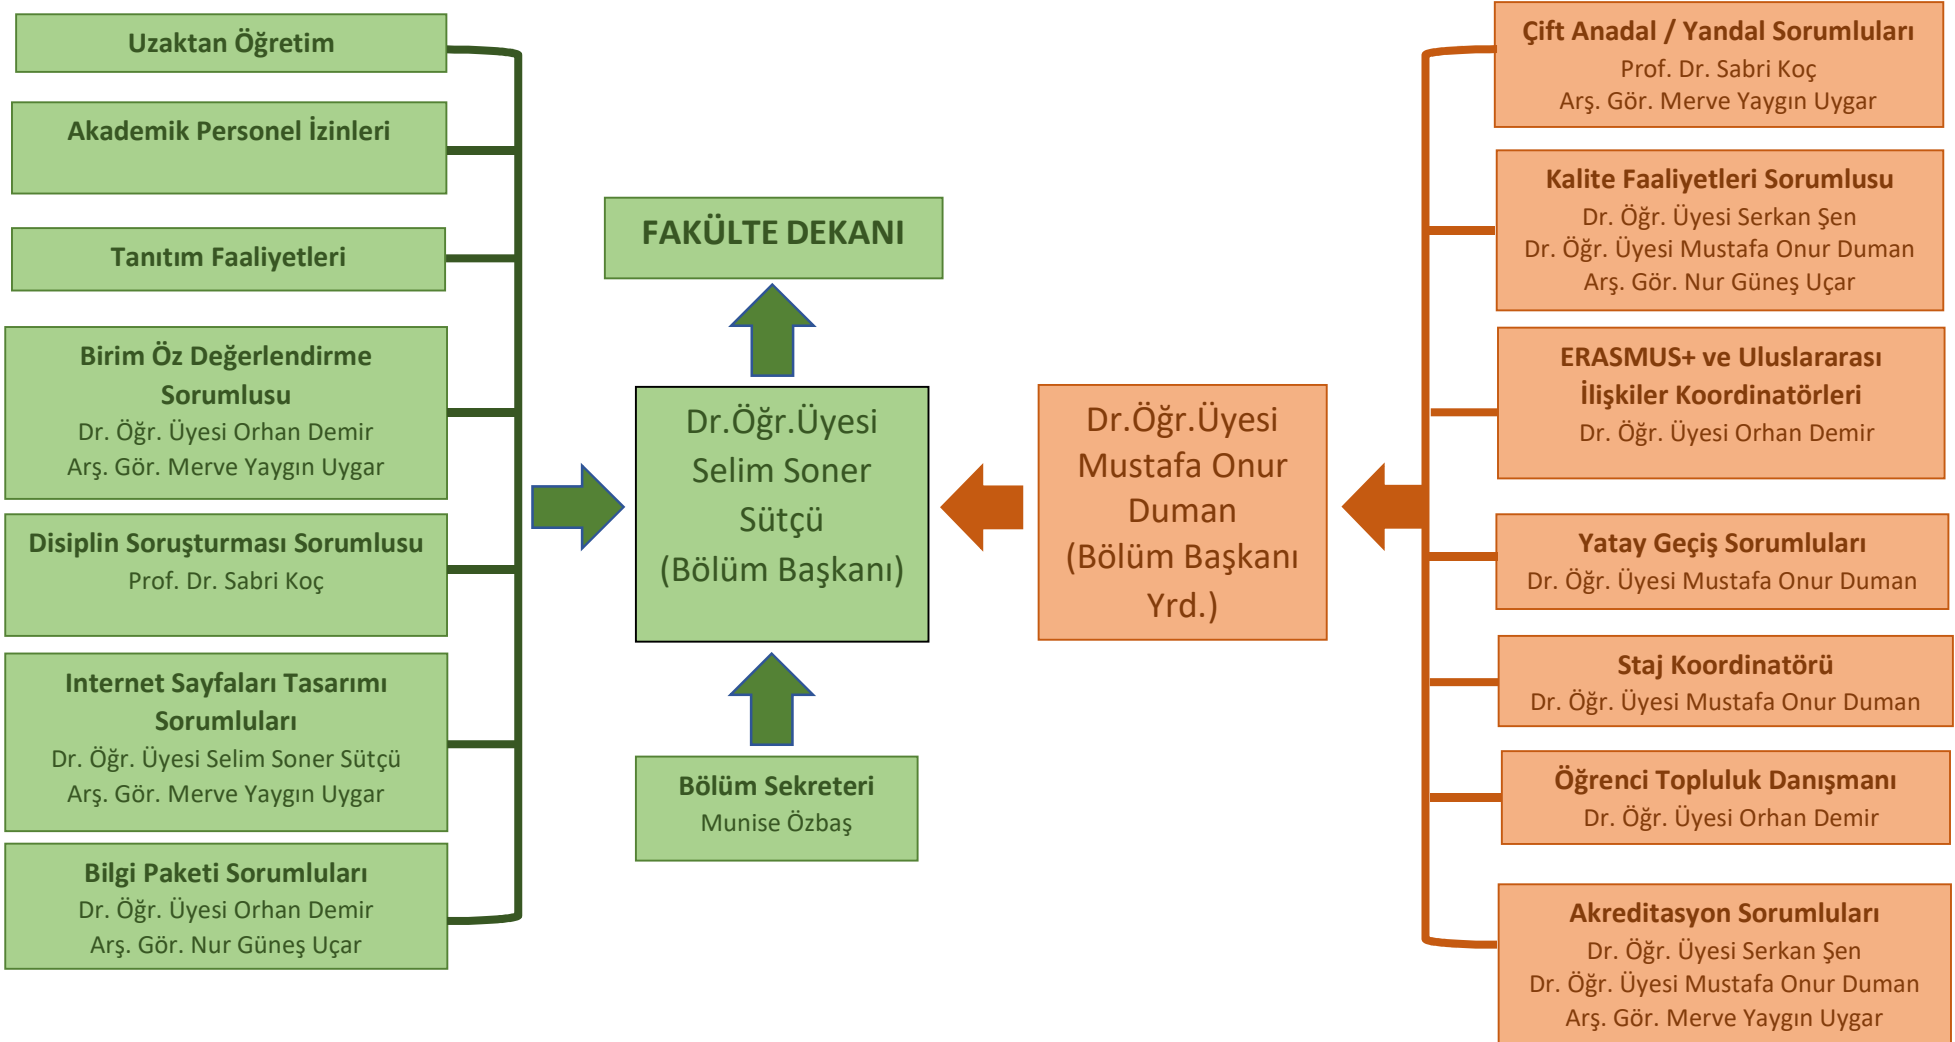 Uzaktan Öğretim
Akademik Personel İzinleri
Tanıtım Faaliyetleri
Birim Öz Değerlendirme
Sorumlusu
Dr. Öğr. Üyesi Orhan Demir
Arş. Gör. Merve Yaygın Uygar
Disiplin Soruşturması Sorumlusu
Prof. Dr. Sabri Koç
Internet Sayfaları Tasarımı
Sorumluları
Dr. Öğr. Üyesi Selim Soner Sütçü
Arş. Gör. Merve Yaygın Uygar
Bilgi Paketi Sorumluları
Dr. Öğr. Üyesi Orhan Demir
Arş. Gör. Nur Güneş Uçar
FAKÜLTE DEKANI
Dr.Öğr.Üyesi
Selim Soner
Sütçü
(Bölüm Başkanı)
Bölüm Sekreteri
Munise Özbaş
Dr.Öğr.Üyesi
Mustafa Onur
Duman
(Bölüm Başkanı
Yrd.)
Çift Anadal / Yandal Sorumluları
Prof. Dr. Sabri Koç
Arş. Gör. Merve Yaygın Uygar
Kalite Faaliyetleri Sorumlusu
Dr. Öğr. Üyesi Serkan Şen
Dr. Öğr. Üyesi Mustafa Onur Duman
Arş. Gör. Nur Güneş Uçar
ERASMUS+ ve Uluslararası
İlişkiler Koordinatörleri
Dr. Öğr. Üyesi Orhan Demir
Yatay Geçiş Sorumluları
Dr. Öğr. Üyesi Mustafa Onur Duman
Staj Koordinatörü
Dr. Öğr. Üyesi Mustafa Onur Duman
Öğrenci Topluluk Danışmanı
Dr. Öğr. Üyesi Orhan Demir
Akreditasyon Sorumluları
Dr. Öğr. Üyesi Serkan Şen
Dr. Öğr. Üyesi Mustafa Onur Duman
Arş. Gör. Merve Yaygın Uygar